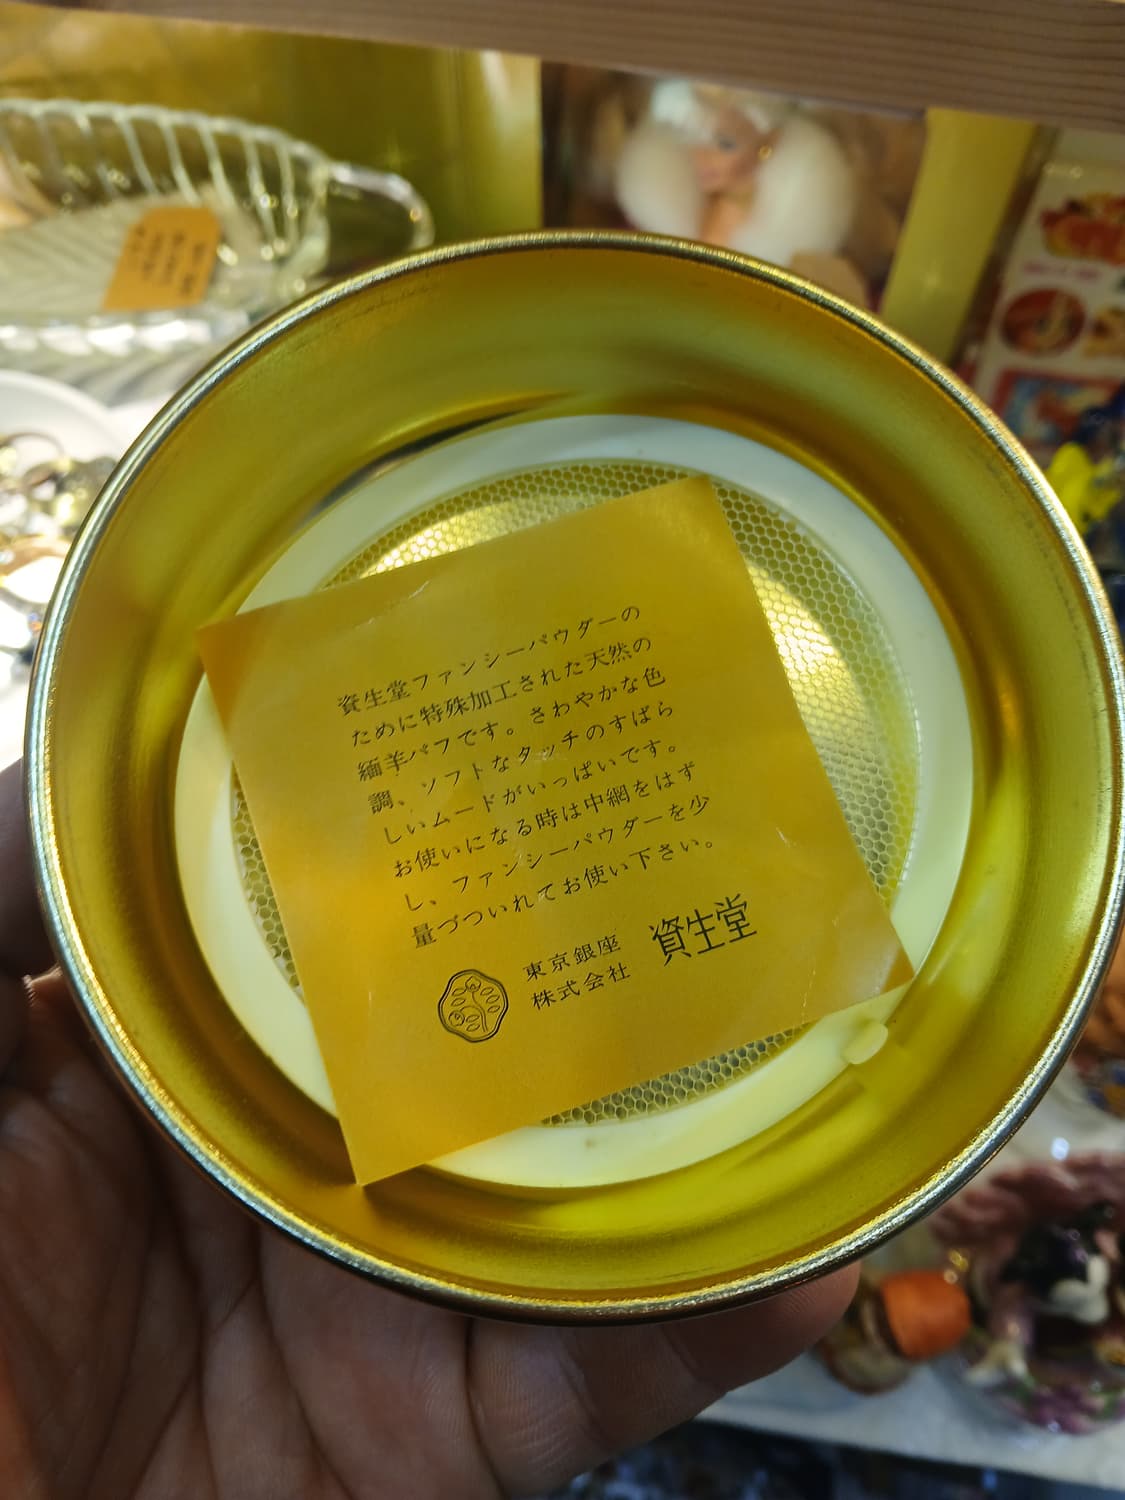 資生堂ファンシーパウダーの
ために特殊加工された天然の
緬羊パフです。さわやかな色
調、ソフトなタッチのすばら
しいムードがいっぱいです。
お使いになる時は中網をはず
し、ファンシーパウダーを少
量づついれてお使い下さい。
東京銀座
株式会社
資生堂